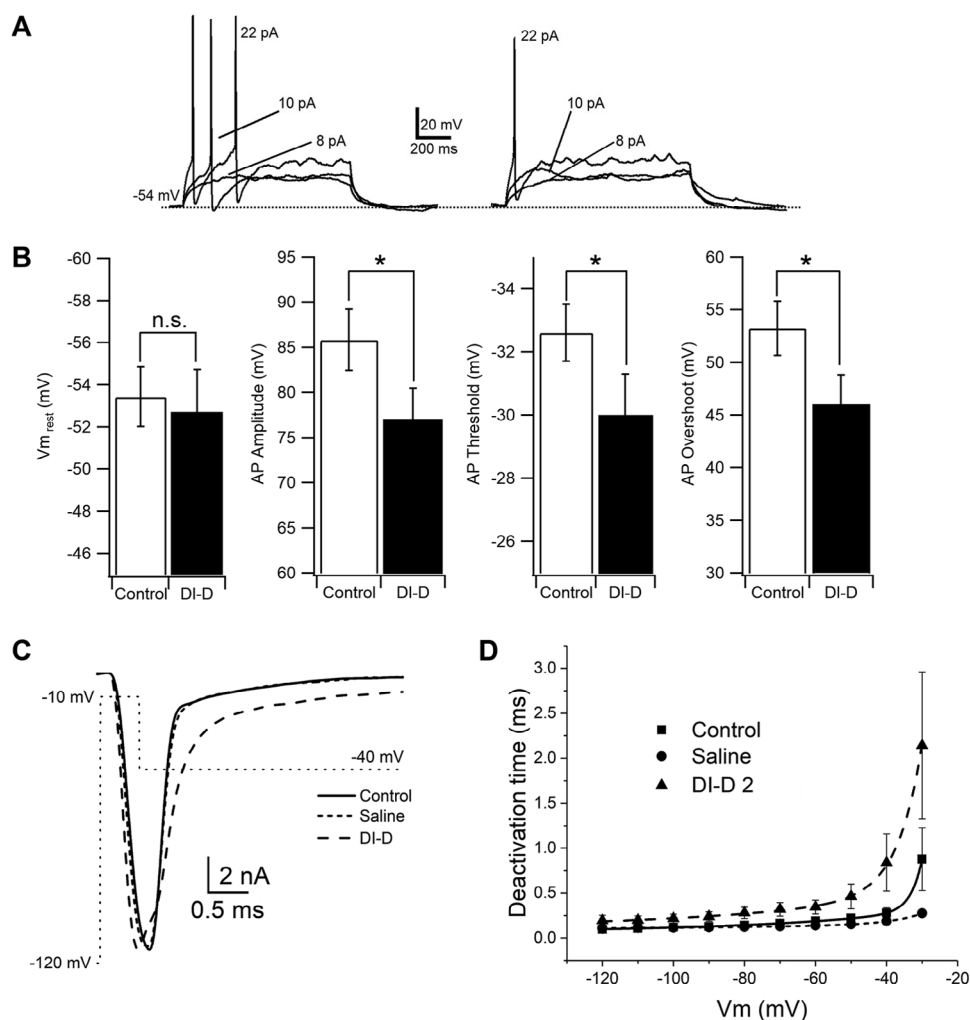 A
22 pA
10 pA
8 pA
-54 mV
20 mV
200 ms
22 pA
10 pA
8 pA
B
Vm rest (mV)
-60
-58
-56
-54
-52
-50
-48
-46
n.s.
Control
DI-D
AP Amplitude (mV)
95
90
85
80
75
70
65
60
*
Control
DI-D
AP Threshold (mV)
-34
-32
-30
-28
-26
*
Control
DI-D
AP Overshoot (mV)
60
55
50
45
40
35
30
*
Control
DI-D
C
-10 mV
-40 mV
-120 mV
Control
Saline
DI-D
2 nA
0.5 ms
D
Deactivation time (ms)
3.0
2.5
2.0
1.5
1.0
0.5
0.0
Control
Saline
DI-D 2
-120
-100
-80
-60
-40
-20
Vm (mV)